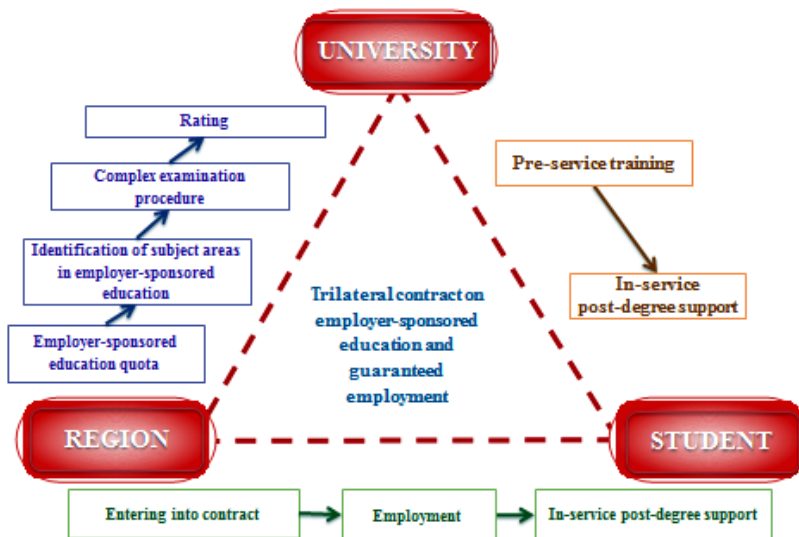 UNIVERSITY
Rating
Complex examination
procedure
Identification of subject areas
in employer-sponsored
education
Employer-sponsored
education quota
Pre-service training
In-service
post-degree support
Trilateral contract on
employer-sponsored
education and
guaranteed
employment
REGION
STUDENT
Entering into contract
Employment
In-service post-degree support